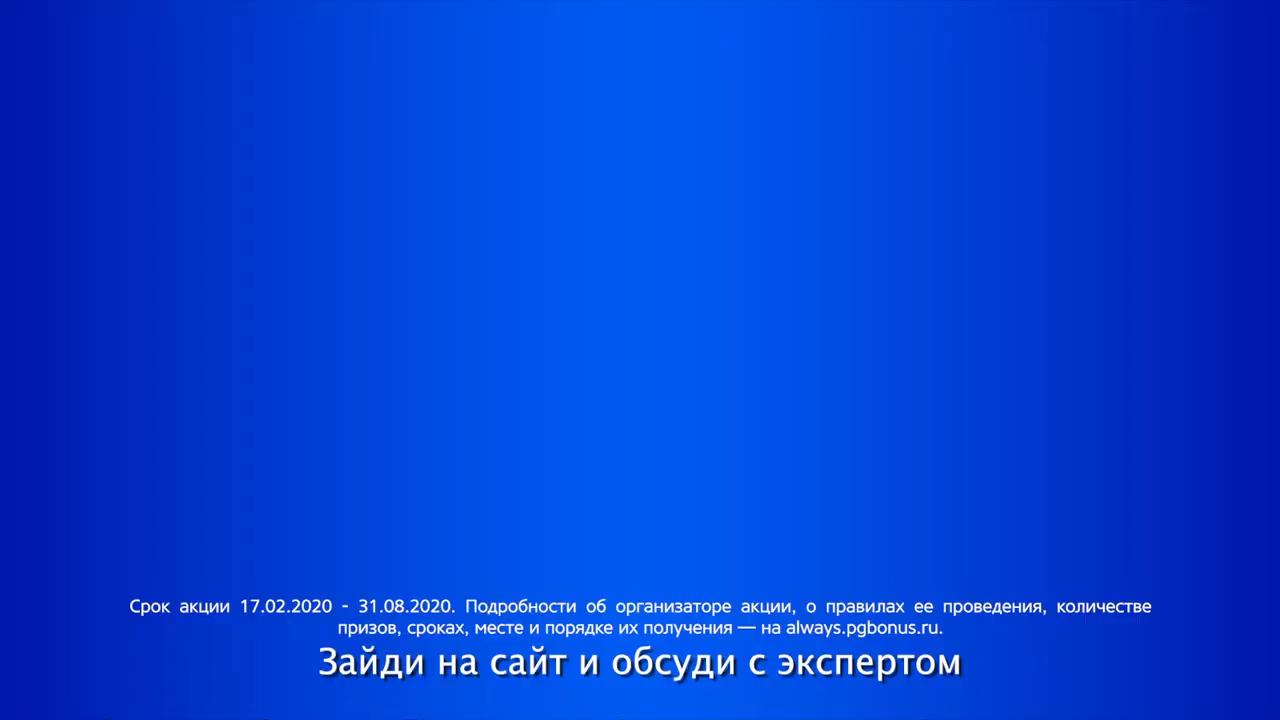 Срок акции 17.02.2020 - 31.08.2020. Подробности об организаторе акции, о правилах ее проведения, количестве
призов, сроках, месте и порядке их получения — на always.pgbonus.ru.
Зайди на сайт и обсуди с экспертом